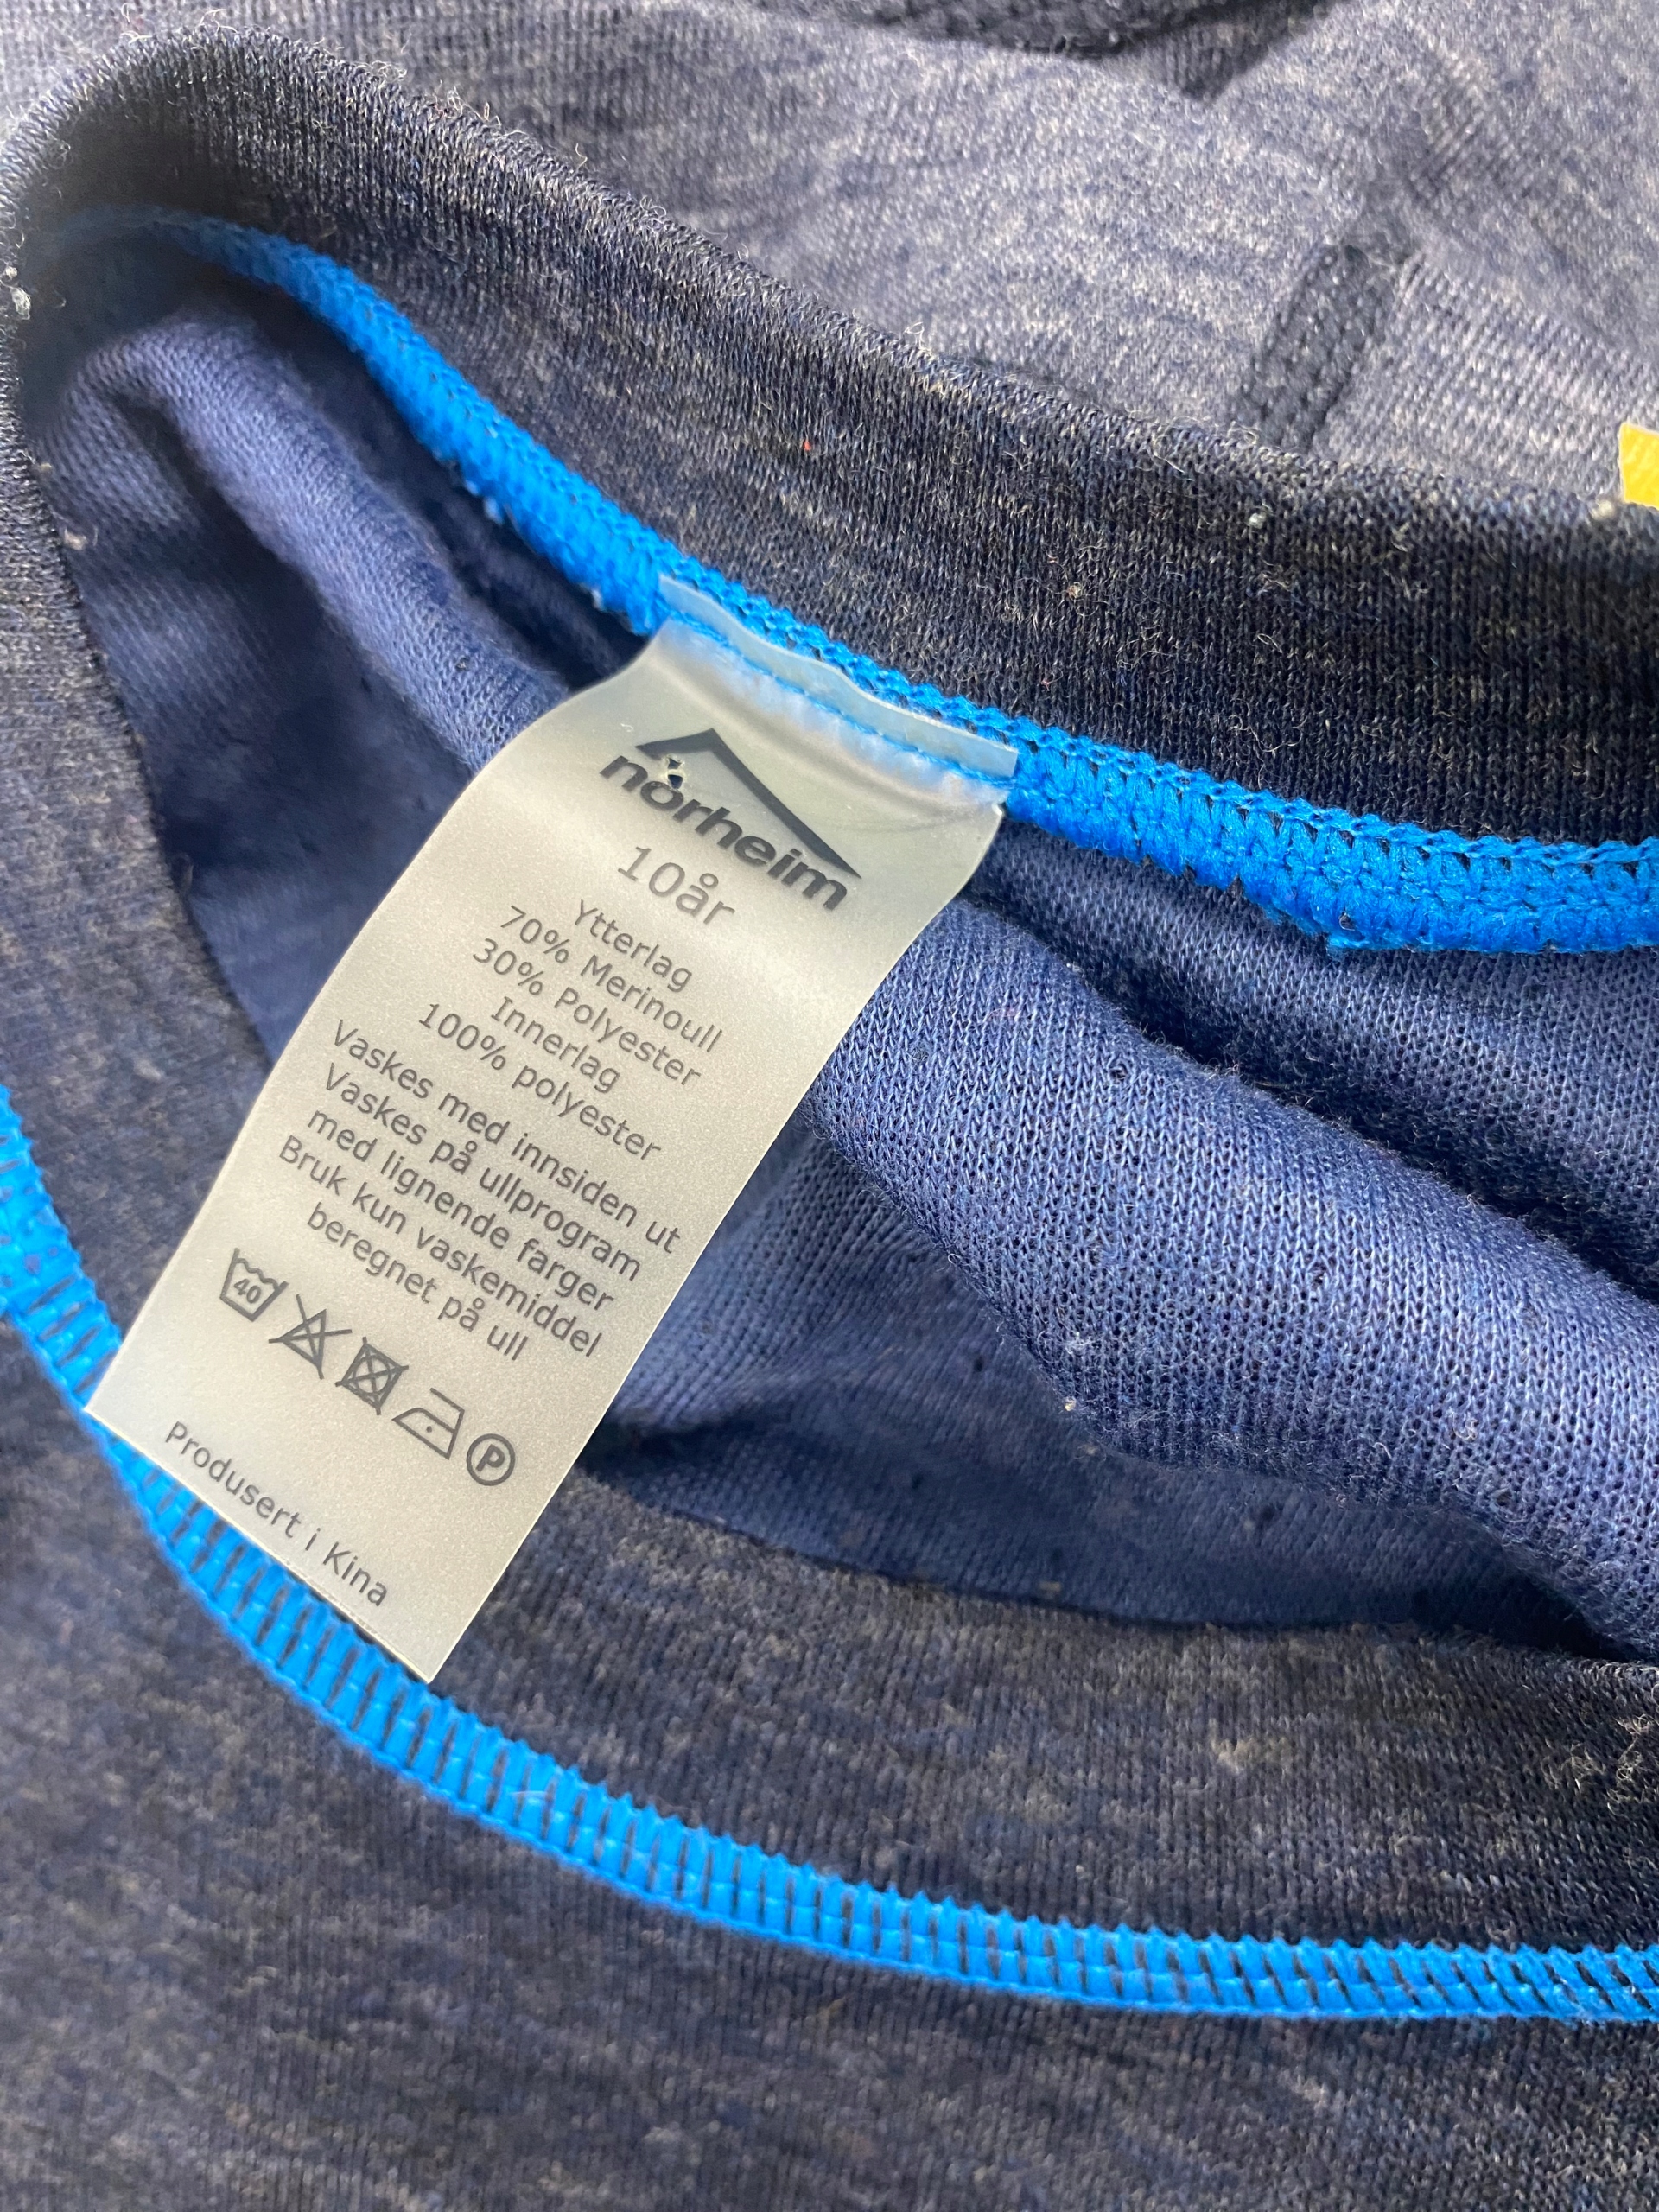 nårheim
10år
Ytterlag
70% Merinoull
30% Polyester
Innerlag
100% polyester
Vaskes med innsiden ut
Vaskes på ullprogram
med lignende farger
Bruk kun vaskemiddel
beregnet på ull
40
P
Produsert i Kina